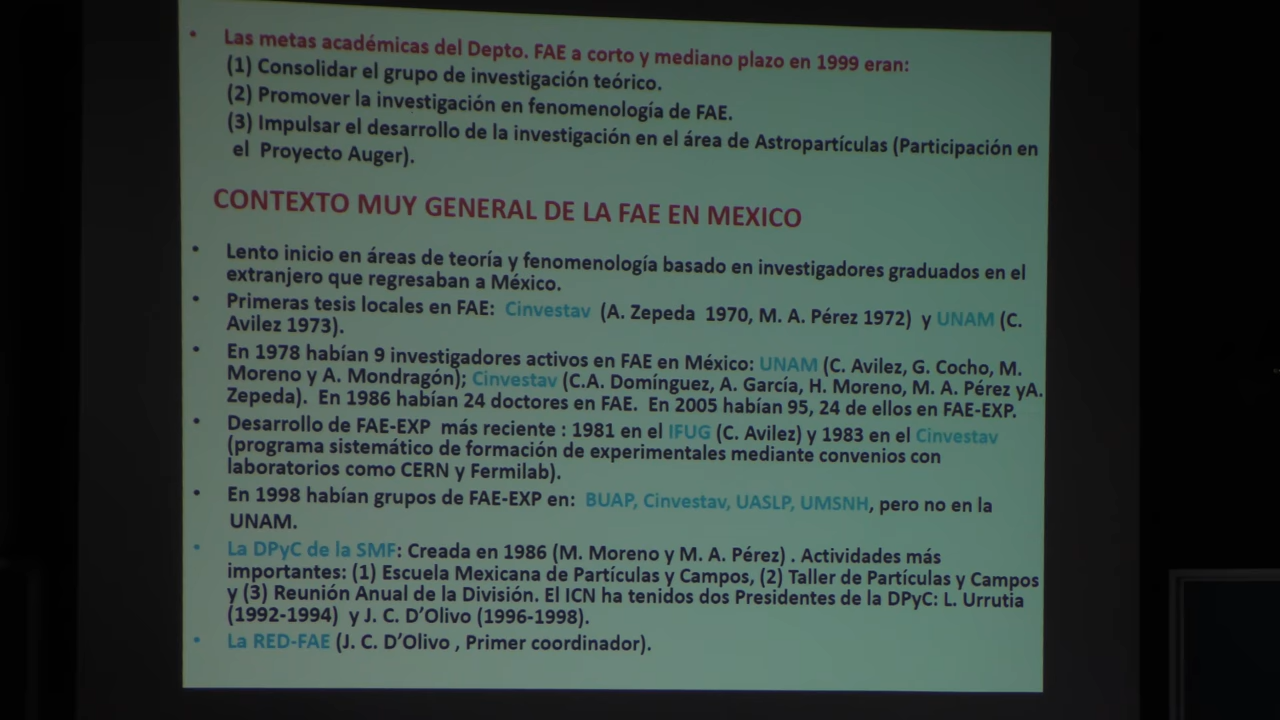 • Las metas académicas del Depto. FAE a corto y mediano plazo en 1999 eran:
(1) Consolidar el grupo de investigación teórico.
(2) Promover la investigación en fenomenología de FAE.
(3) Impulsar el desarrollo de la investigación en el área de Astropartículas (Participación en
el Proyecto Auger).
CONTEXTO MUY GENERAL DE LA FAE EN MEXICO
• Lento inicio en áreas de teoría y fenomenología basado en investigadores graduados en el
extranjero que regresaban a México.
• Primeras tesis locales en FAE: Cinvestav (A. Zepeda 1970, M. A. Pérez 1972) y UNAM (C.
Avilez 1973).
• En 1978 habían 9 investigadores activos en FAE en México: UNAM (C. Avilez, G. Cocho, M.
Moreno y A. Mondragón); Cinvestav (C.A. Domínguez, A. García, H. Moreno, M. A. Pérez yA.
Zepeda). En 1986 habían 24 doctores en FAE. En 2005 habían 95, 24 de ellos en FAE-EXP.
• Desarrollo de FAE-EXP más reciente : 1981 en el IFUG (C. Avilez) y 1983 en el Cinvestav
(programa sistemático de formación de experimentales mediante convenios con
laboratorios como CERN y Fermilab).
• En 1998 habían grupos de FAE-EXP en: BUAP, Cinvestav, UASLP, UMSNH, pero no en la
UNAM.
• La DPyC de la SMF: Creada en 1986 (M. Moreno y M. A. Pérez) . Actividades más
importantes: (1) Escuela Mexicana de Partículas y Campos, (2) Taller de Partículas y Campos
y (3) Reunión Anual de la División. El ICN ha tenidos dos Presidentes de la DPyC: L. Urrutia
(1992-1994) y J. C. D’Olivo (1996-1998).
• La RED-FAE (J. C. D’Olivo , Primer coordinador).